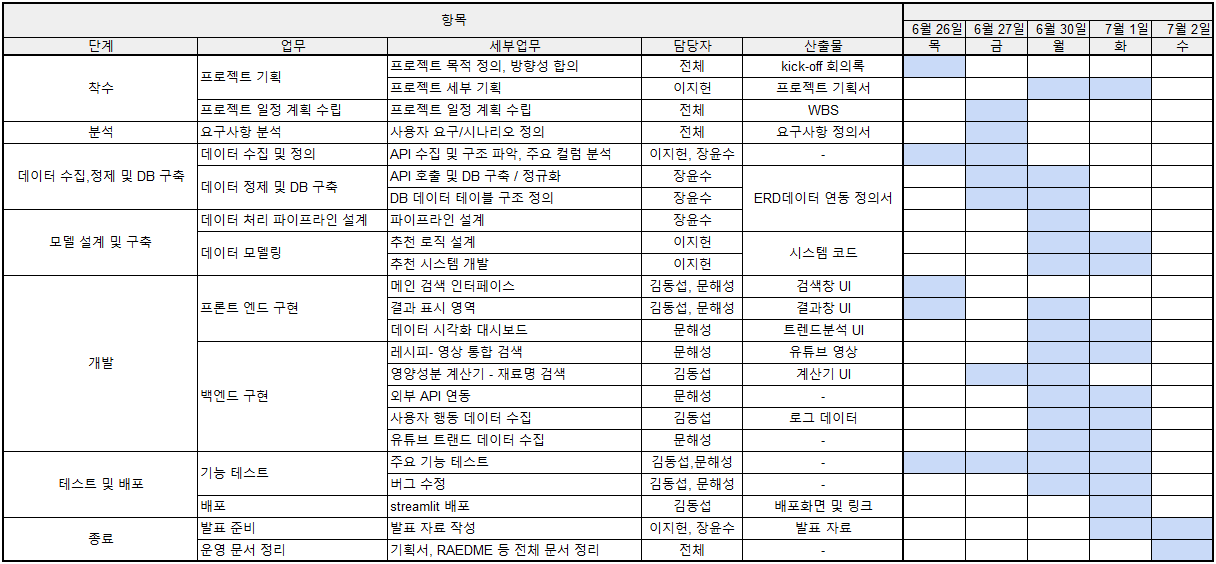 항목
6월 26일 6월 27일 6월 30일 7월 1일 7월 2일
단계 업무 세부업무 담당자 산출물 목 금 월 화 수
착수 프로젝트 기획 프로젝트 목적 정의, 방향성 합의 전체 kick-off 회의록
프로젝트 세부 기획 이지헌 프로젝트 기획서
프로젝트 일정 계획 수립 프로젝트 일정 계획 수립 전체 WBS
분석 요구사항 분석 사용자 요구/시나리오 정의 전체 요구사항 정의서
데이터 수집,정제 및 DB 구축 데이터 수집 및 정의 API 수집 및 구조 파악, 주요 컬럼 분석 이지헌, 장윤수 -
데이터 정제 및 DB 구축 API 호출 및 DB 구축 / 정규화 장윤수 ERD데이터 연동 정의서
DB 데이터 테이블 구조 정의 장윤수
모델 설계 및 구축 데이터 처리 파이프라인 설계 파이프라인 설계 장윤수
데이터 모델링 추천 로직 설계 이지헌 시스템 코드
추천 시스템 개발 이지헌
개발 프론트 엔드 구현 메인 검색 인터페이스 김동섭, 문해성 검색창 UI
결과 표시 영역 김동섭, 문해성 결과창 UI
데이터 시각화 대시보드 문해성 트렌드분석 UI
백엔드 구현 레시피- 영상 통합 검색 문해성 유튜브 영상
영양성분 계산기 - 재료명 검색 김동섭 계산기 UI
외부 API 연동 문해성 -
사용자 행동 데이터 수집 김동섭 로그 데이터
유튜브 트랜드 데이터 수집 문해성 -
테스트 및 배포 기능 테스트 주요 기능 테스트 김동섭,문해성 -
버그 수정 김동섭, 문해성 -
배포 streamlit 배포 김동섭 배포화면 및 링크
종료 발표 준비 발표 자료 작성 이지헌, 장윤수 발표 자료
운영 문서 정리 기획서, RAEDME 등 전체 문서 정리 전체 -